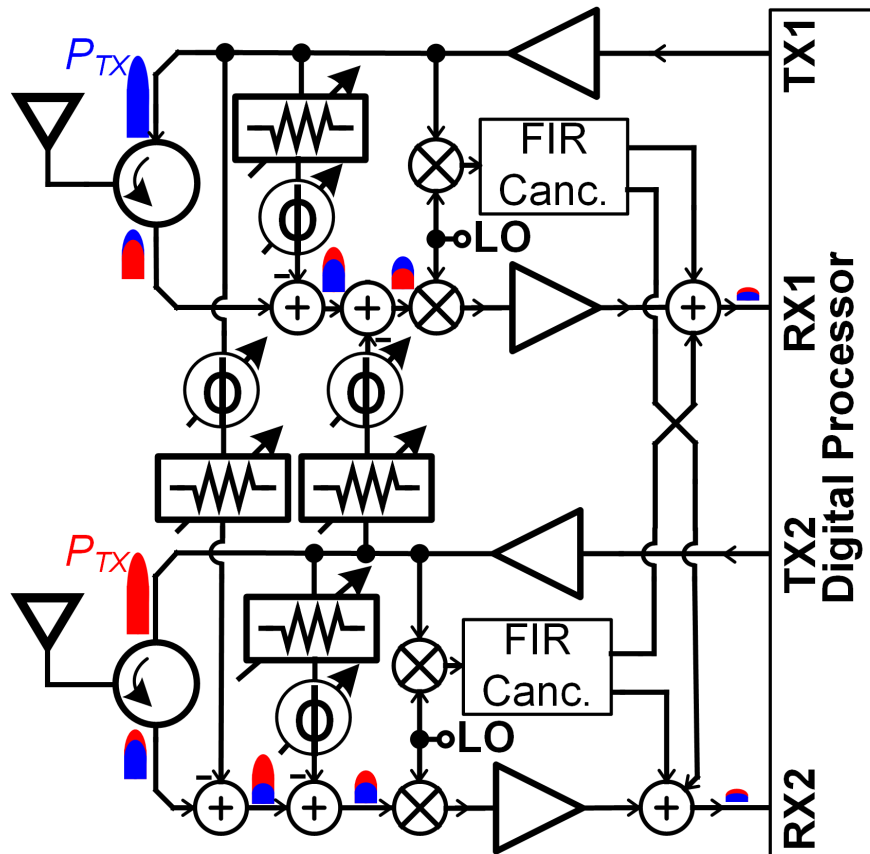 P_TX
TX1
FIR
Canc.
Φ
LO
RX1
Φ
Φ
Digital Processor
P_TX
TX2
FIR
Canc.
Φ
LO
RX2